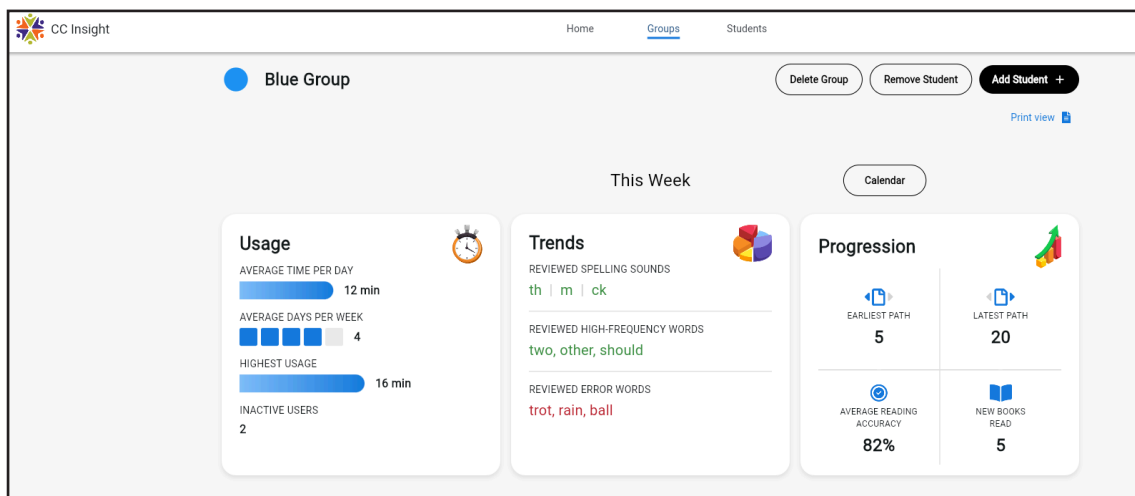 CC Insight
Home Groups Students
Blue Group
Delete Group Remove Student Add Student +
Print view
This Week Calendar
Usage
AVERAGE TIME PER DAY
12 min
AVERAGE DAYS PER WEEK
4
HIGHEST USAGE
16 min
INACTIVE USERS
2
Trends
REVIEWED SPELLING SOUNDS
th | m | ck
REVIEWED HIGH-FREQUENCY WORDS
two, other, should
REVIEWED ERROR WORDS
trot, rain, ball
Progression
EARLIEST PATH
5
LATEST PATH
20
AVERAGE READING
ACCURACY
82%
NEW BOOKS
READ
5